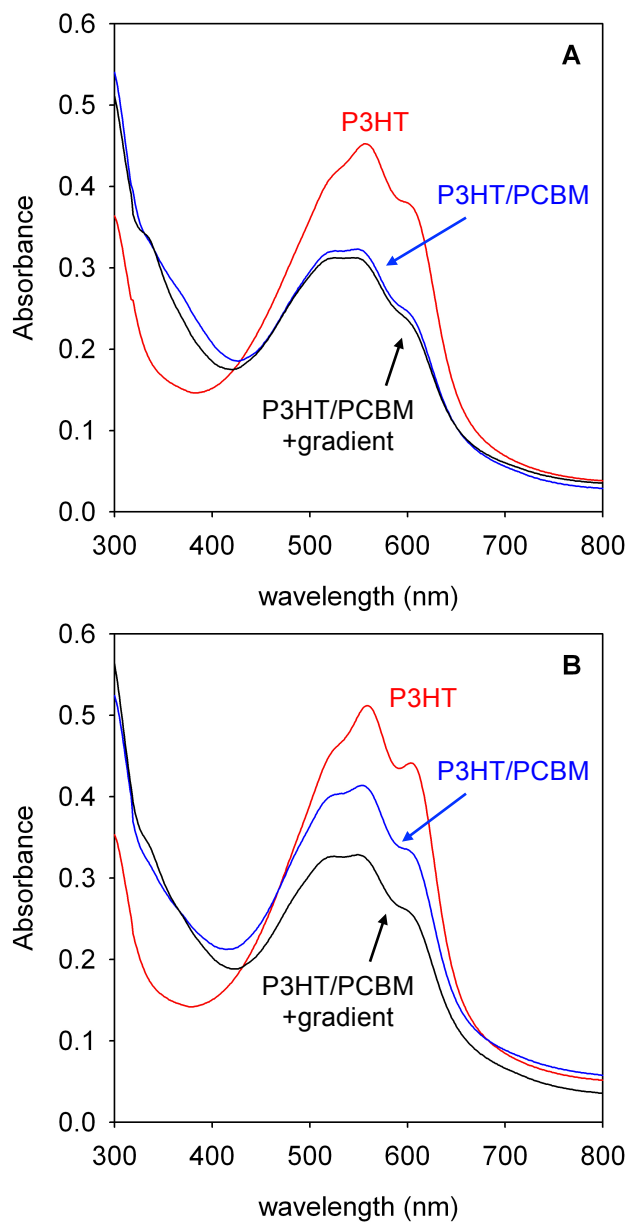 0.6
A
P3HT
0.5
P3HT/PCBM
0.4
Absorbance
0.3
0.2
P3HT/PCBM
+gradient
0.1
0.0
300 400 500 600 700 800
wavelength (nm)
0.6
B
P3HT
0.5
P3HT/PCBM
0.4
Absorbance
0.3
0.2
P3HT/PCBM
+gradient
0.1
0.0
300 400 500 600 700 800
wavelength (nm)